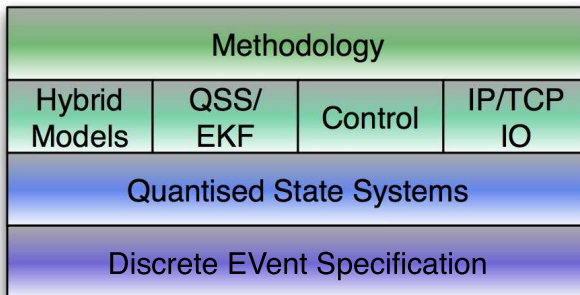 Methodology
Hybrid
Models
QSS/
EKF
Control
IP/TCP
IO
Quantised State Systems
Discrete EVent Specification